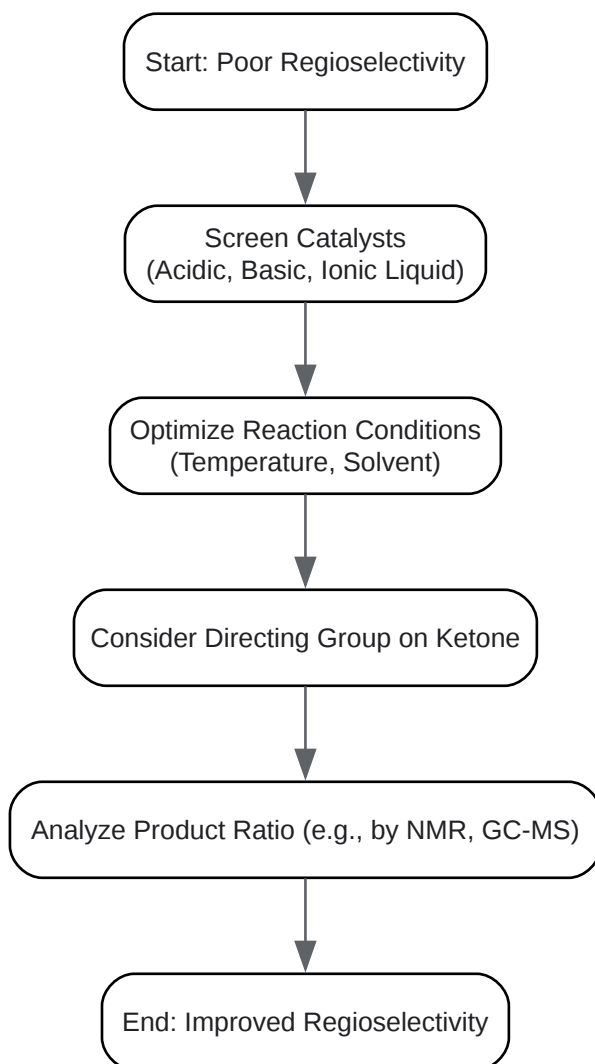 Start: Poor Regioselectivity
Screen Catalysts
(Acidic, Basic, Ionic Liquid)
Optimize Reaction Conditions
(Temperature, Solvent)
Consider Directing Group on Ketone
Analyze Product Ratio (e.g., by NMR, GC-MS)
End: Improved Regioselectivity